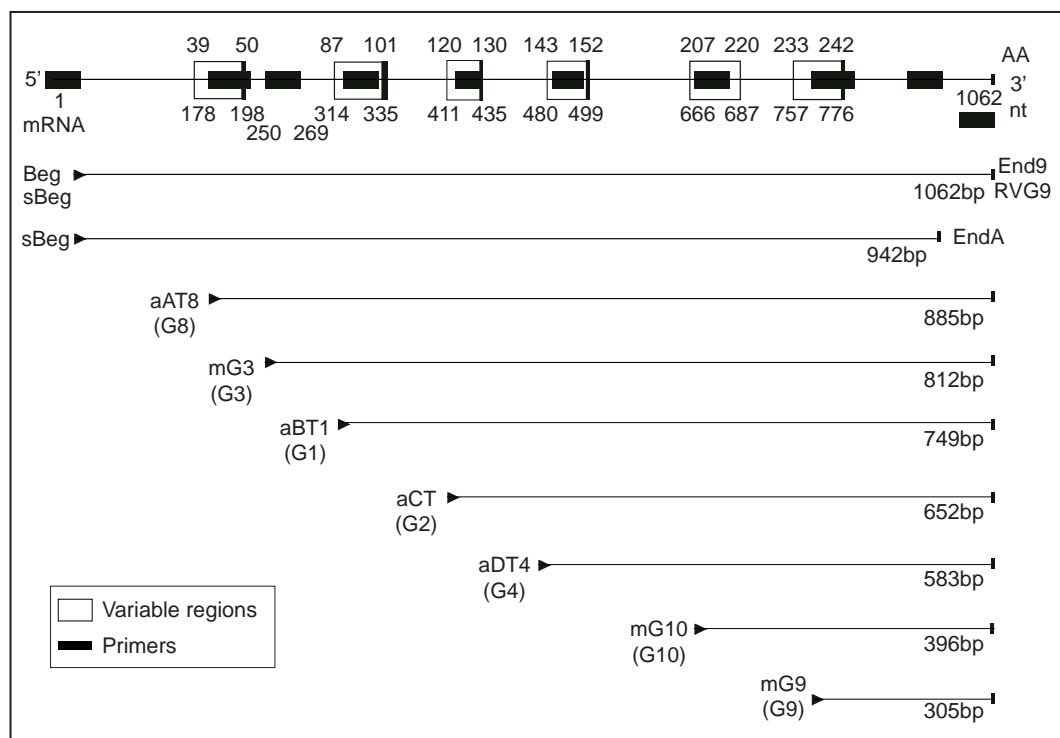 39 50 87 101 120 130 143 152 207 220 233 242 AA
5' 3'
1 1062
mRNA 178 198 314 335 411 435 480 499 666 687 757 776 nt
250 269
Beg End9
sBeg 1062bp RVG9
sBeg EndA
942bp
aAT8
(G8) 885bp
mG3
(G3) 812bp
aBT1
(G1) 749bp
aCT
(G2) 652bp
aDT4
(G4) 583bp
mG10
(G10) 396bp
mG9
(G9) 305bp
Variable regions
Primers